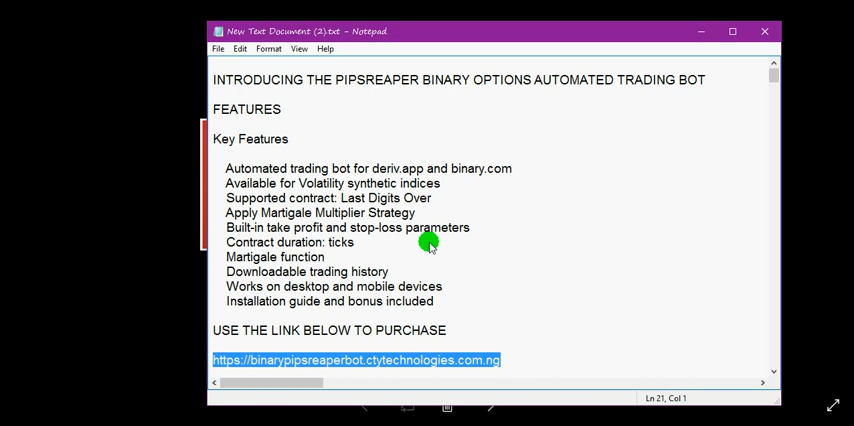 New Text Document (2).txt - Notepad
File Edit Format View Help
INTRODUCING THE PIPSREAPER BINARY OPTIONS AUTOMATED TRADING BOT
FEATURES
Key Features
Automated trading bot for deriv.app and binary.com
Available for Volatility synthetic indices
Supported contract: Last Digits Over
Apply Martigale Multiplier Strategy
Built-in take profit and stop-loss parameters
Contract duration: ticks
Martigale function
Downloadable trading history
Works on desktop and mobile devices
Installation guide and bonus included
USE THE LINK BELOW TO PURCHASE
https://binarypipsreaperbot.ctytechnologies.com.ng
Ln 21, Col 1